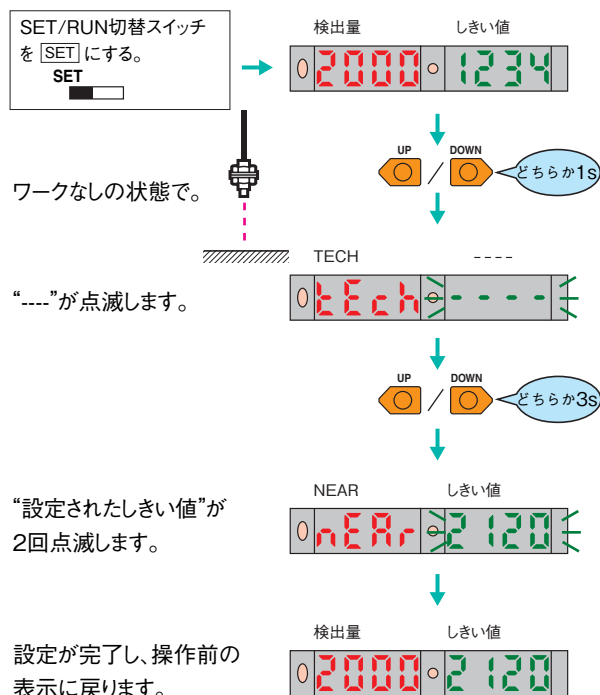 SET/RUN切替スイッチ
を SET にする。
SET
検出量 しきい値
2000 1234
UP DOWN
/ どちらか1s
ワークなしの状態で。
TECH ----
tEch ----
“----”が点滅します。
UP DOWN
/ どちらか3s
NEAR しきい値
nEAr 2120
“設定されたしきい値”が
2回点滅します。
検出量 しきい値
2000 2120
設定が完了し、操作前の
表示に戻ります。